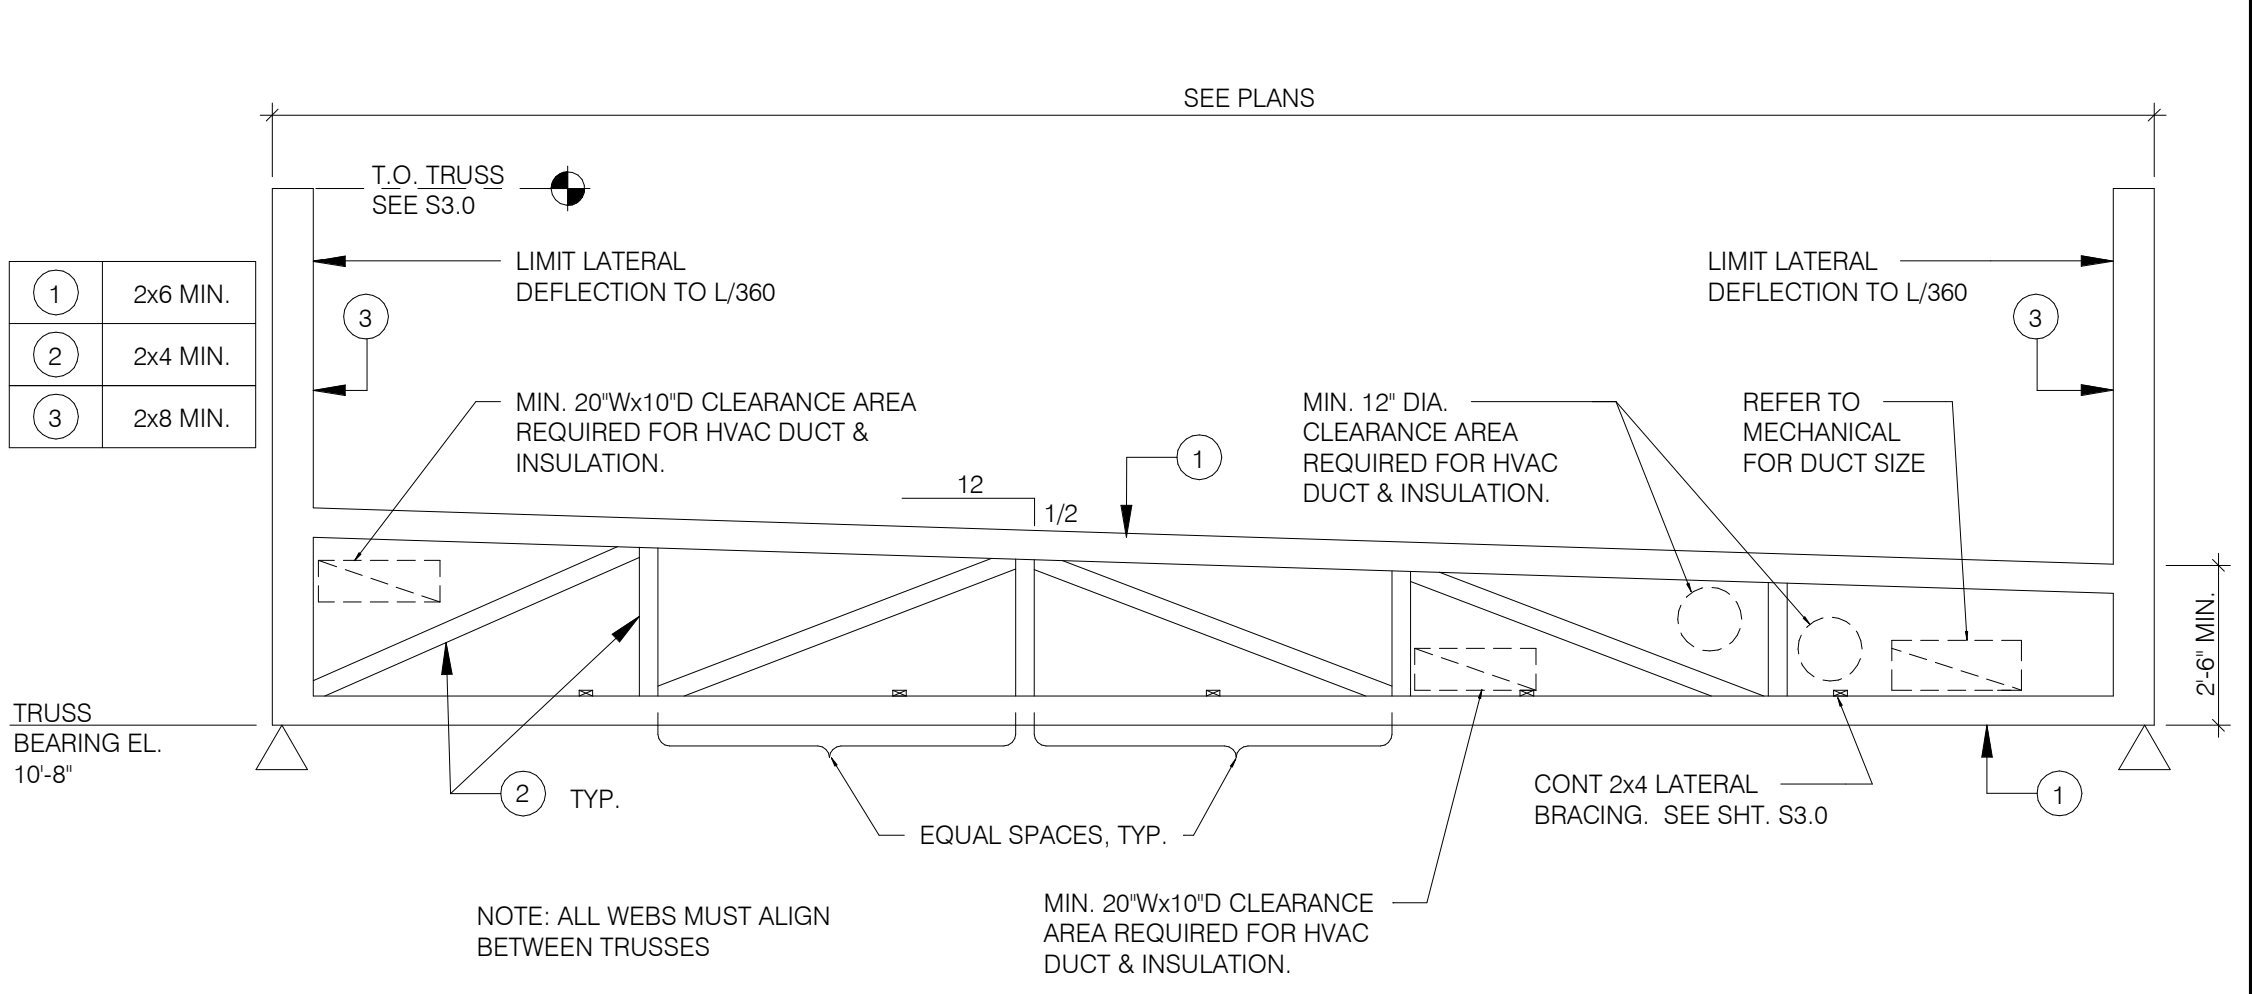 SEE PLANS
T.O. TRUSS
SEE S3.0
LIMIT LATERAL
DEFLECTION TO L/360
LIMIT LATERAL
DEFLECTION TO L/360
1 2x6 MIN.
2 2x4 MIN.
3 2x8 MIN.
3
3
MIN. 20"Wx10"D CLEARANCE AREA
REQUIRED FOR HVAC DUCT &
INSULATION.
MIN. 12" DIA.
CLEARANCE AREA
REQUIRED FOR HVAC
DUCT & INSULATION.
REFER TO
MECHANICAL
FOR DUCT SIZE
1
12
1/2
2'-6" MIN.
TRUSS
BEARING EL.
10'-8"
2 TYP.
EQUAL SPACES, TYP.
CONT 2x4 LATERAL
BRACING. SEE SHT. S3.0
1
NOTE: ALL WEBS MUST ALIGN
BETWEEN TRUSSES
MIN. 20"Wx10"D CLEARANCE
AREA REQUIRED FOR HVAC
DUCT & INSULATION.